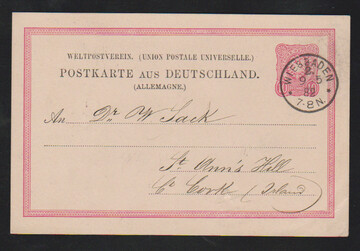 WELTPOSTVEREIN. (UNION POSTALE UNIVERSELLE.)
POSTKARTE AUS DEUTSCHLAND.
(ALLEMAGNE.)
WIESBADEN
7-8 N.
An Dr W Sack
St Ann's Hill
Co Cork (Irland)